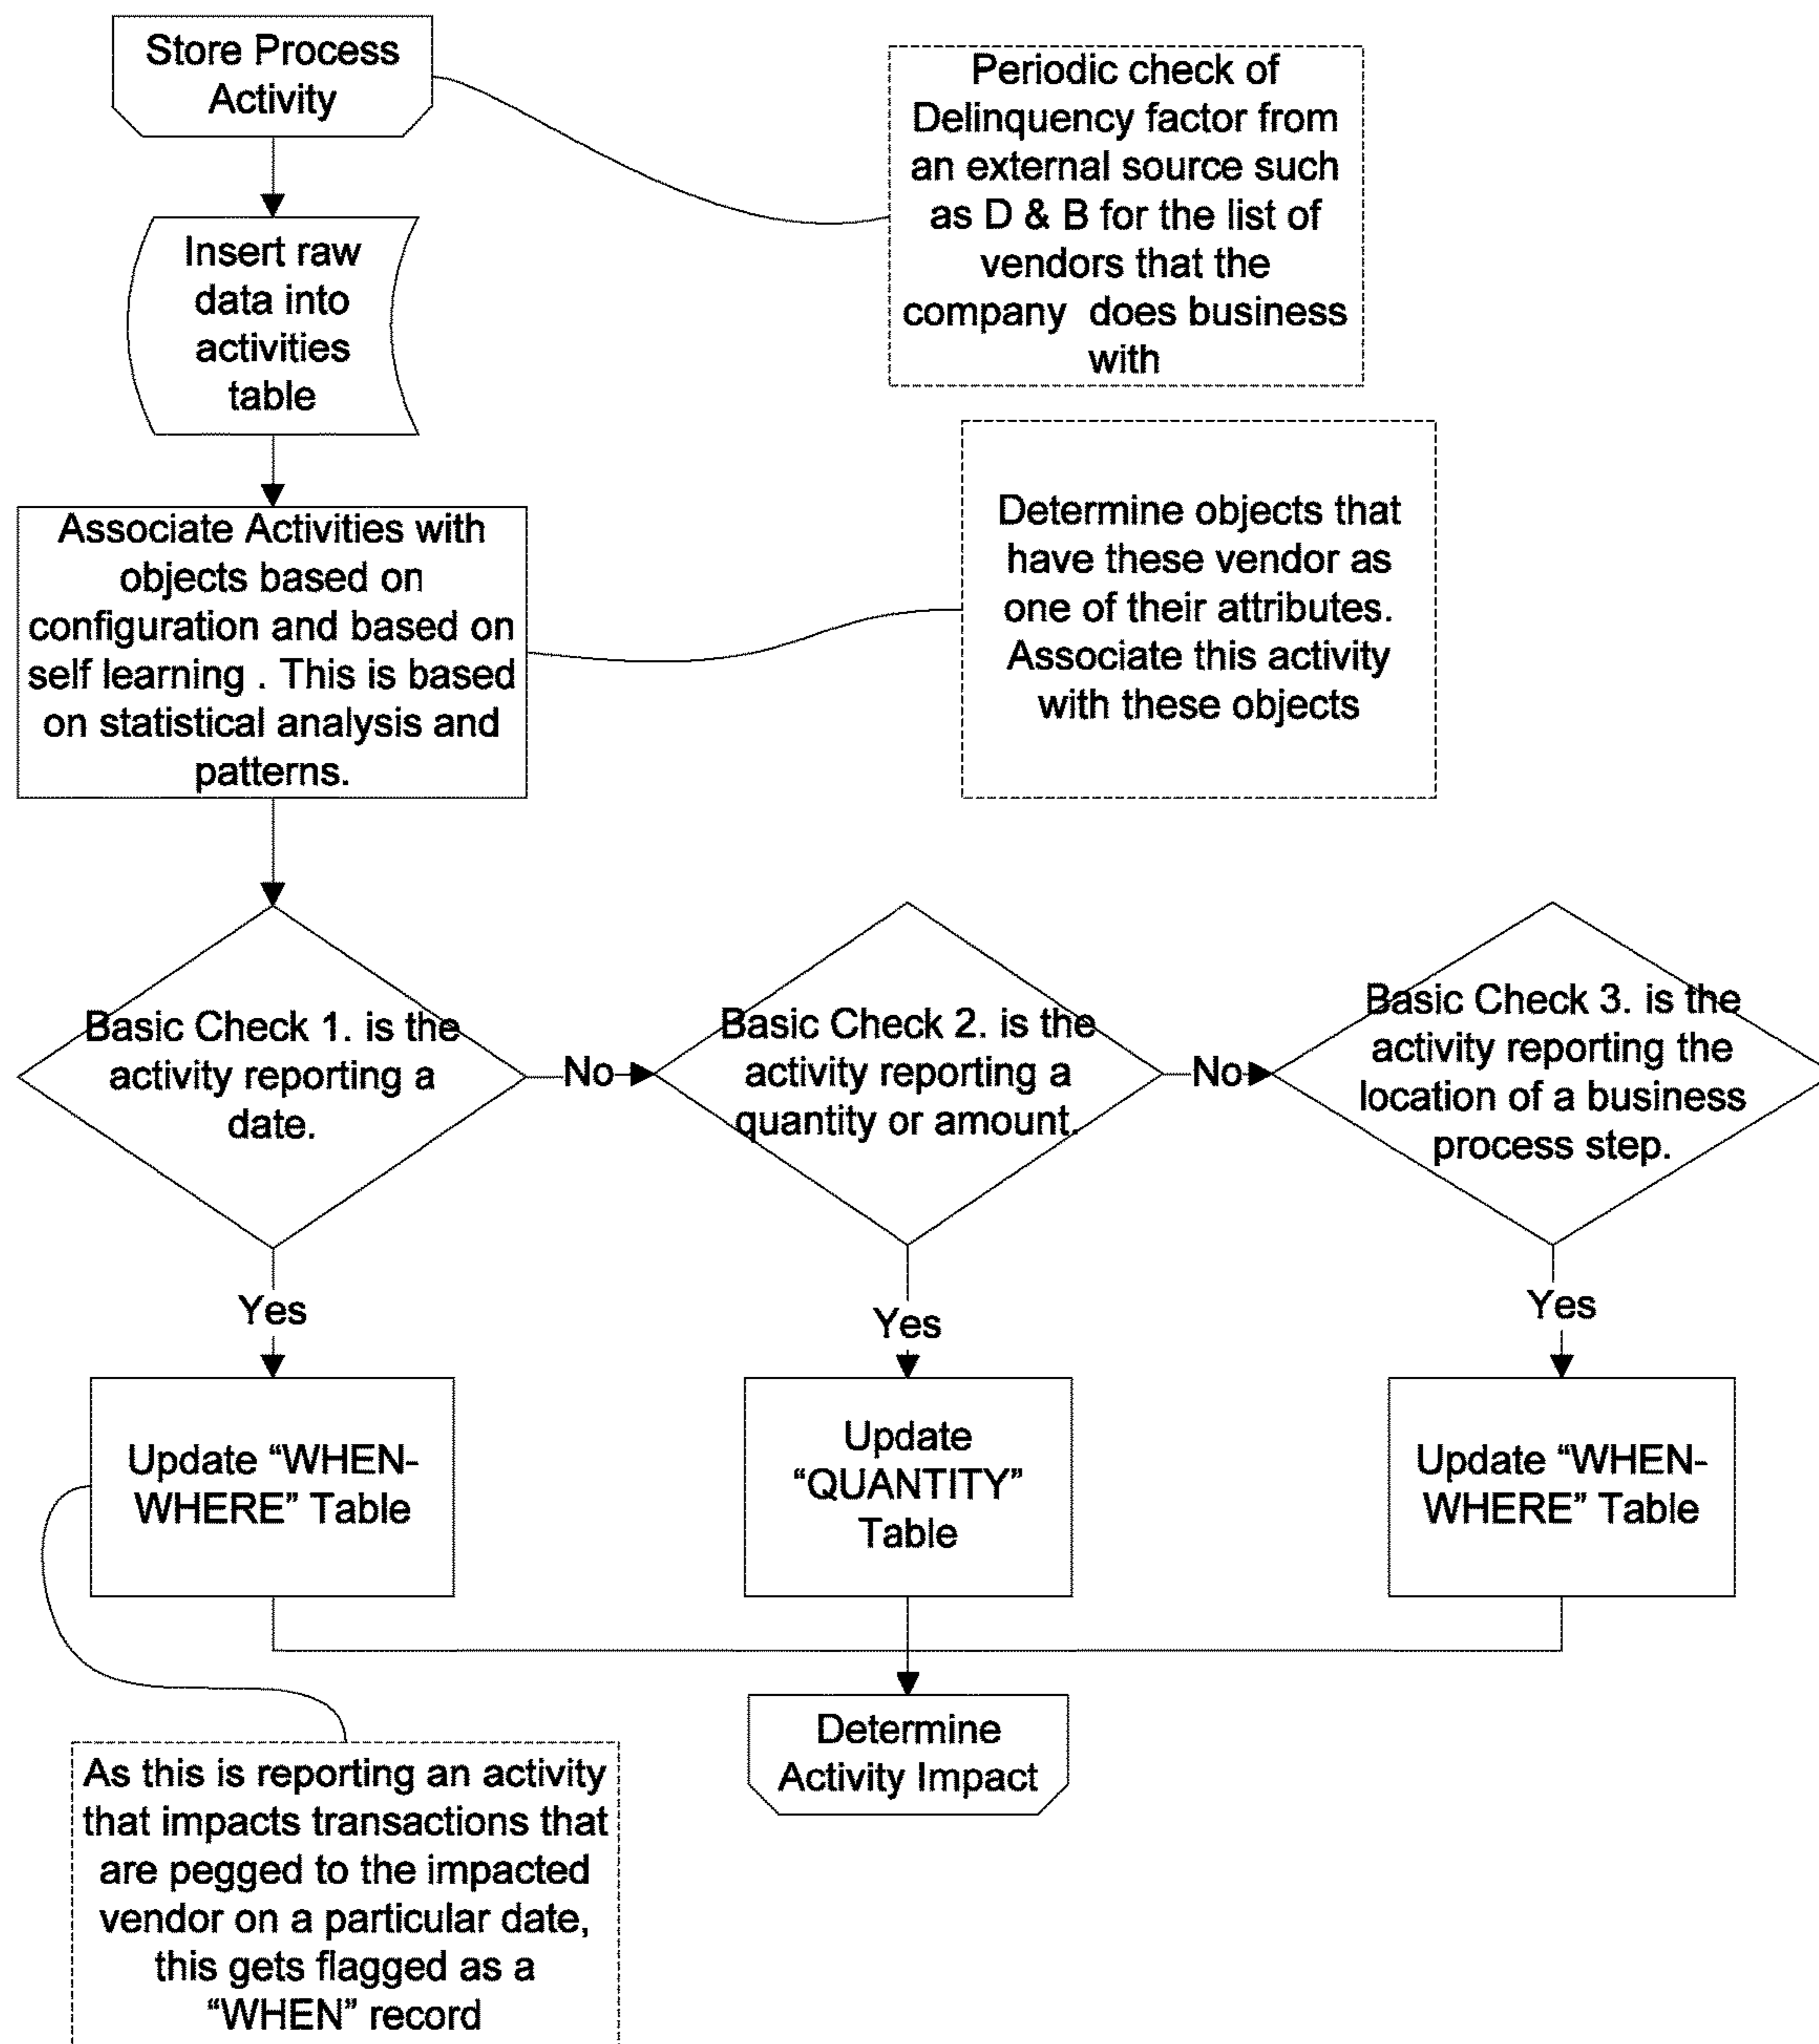 Store Process
Activity
Periodic check of
Delinquency factor from
an external source such
as D & B for the list of
vendors that the
company  does business
with
Insert raw
data into
activities
table
Associate Activities with
objects based on
configuration and based on
self learning . This is based
on statistical analysis and
patterns.
Determine objects that
have these vendor as
one of their attributes.
Associate this activity
with these objects
Basic Check 1. is the
activity reporting a
date.
No
Basic Check 2. is the
activity reporting a
quantity or amount.
No
Basic Check 3. is the
activity reporting the
location of a business
process step.
Yes
Yes
Yes
Update “WHEN-
WHERE” Table
Update
“QUANTITY”
Table
Update “WHEN-
WHERE” Table
Determine
Activity Impact
As this is reporting an activity
that impacts transactions that
are pegged to the impacted
vendor on a particular date,
this gets flagged as a
“WHEN” record